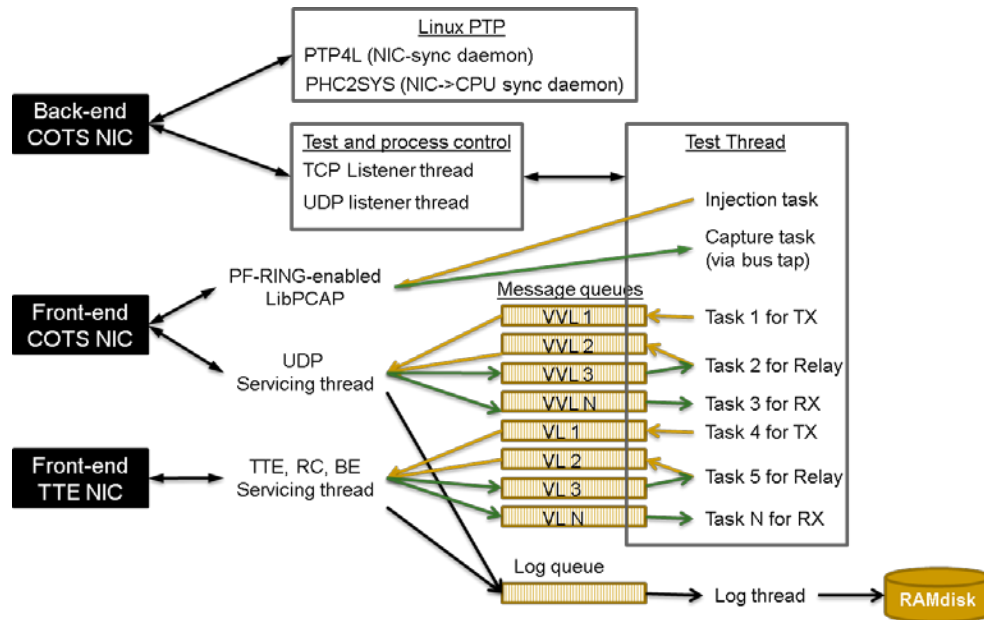 Linux PTP
PTP4L (NIC-sync daemon)
PHC2SYS (NIC->CPU sync daemon)
Back-end
COTS NIC
Test and process control
TCP Listener thread
UDP listener thread
Test Thread
Injection task
Capture task
(via bus tap)
PF-RING-enabled
LibPCAP
Front-end
COTS NIC
Message queues
VVL 1
Task 1 for TX
VVL 2
UDP
Servicing thread
Task 2 for Relay
VVL 3
VVL N
Task 3 for RX
VL 1
Task 4 for TX
Front-end
TTE NIC
TTE, RC, BE
Servicing thread
VL 2
Task 5 for Relay
VL 3
VL N
Task N for RX
Log queue
Log thread
RAMdisk